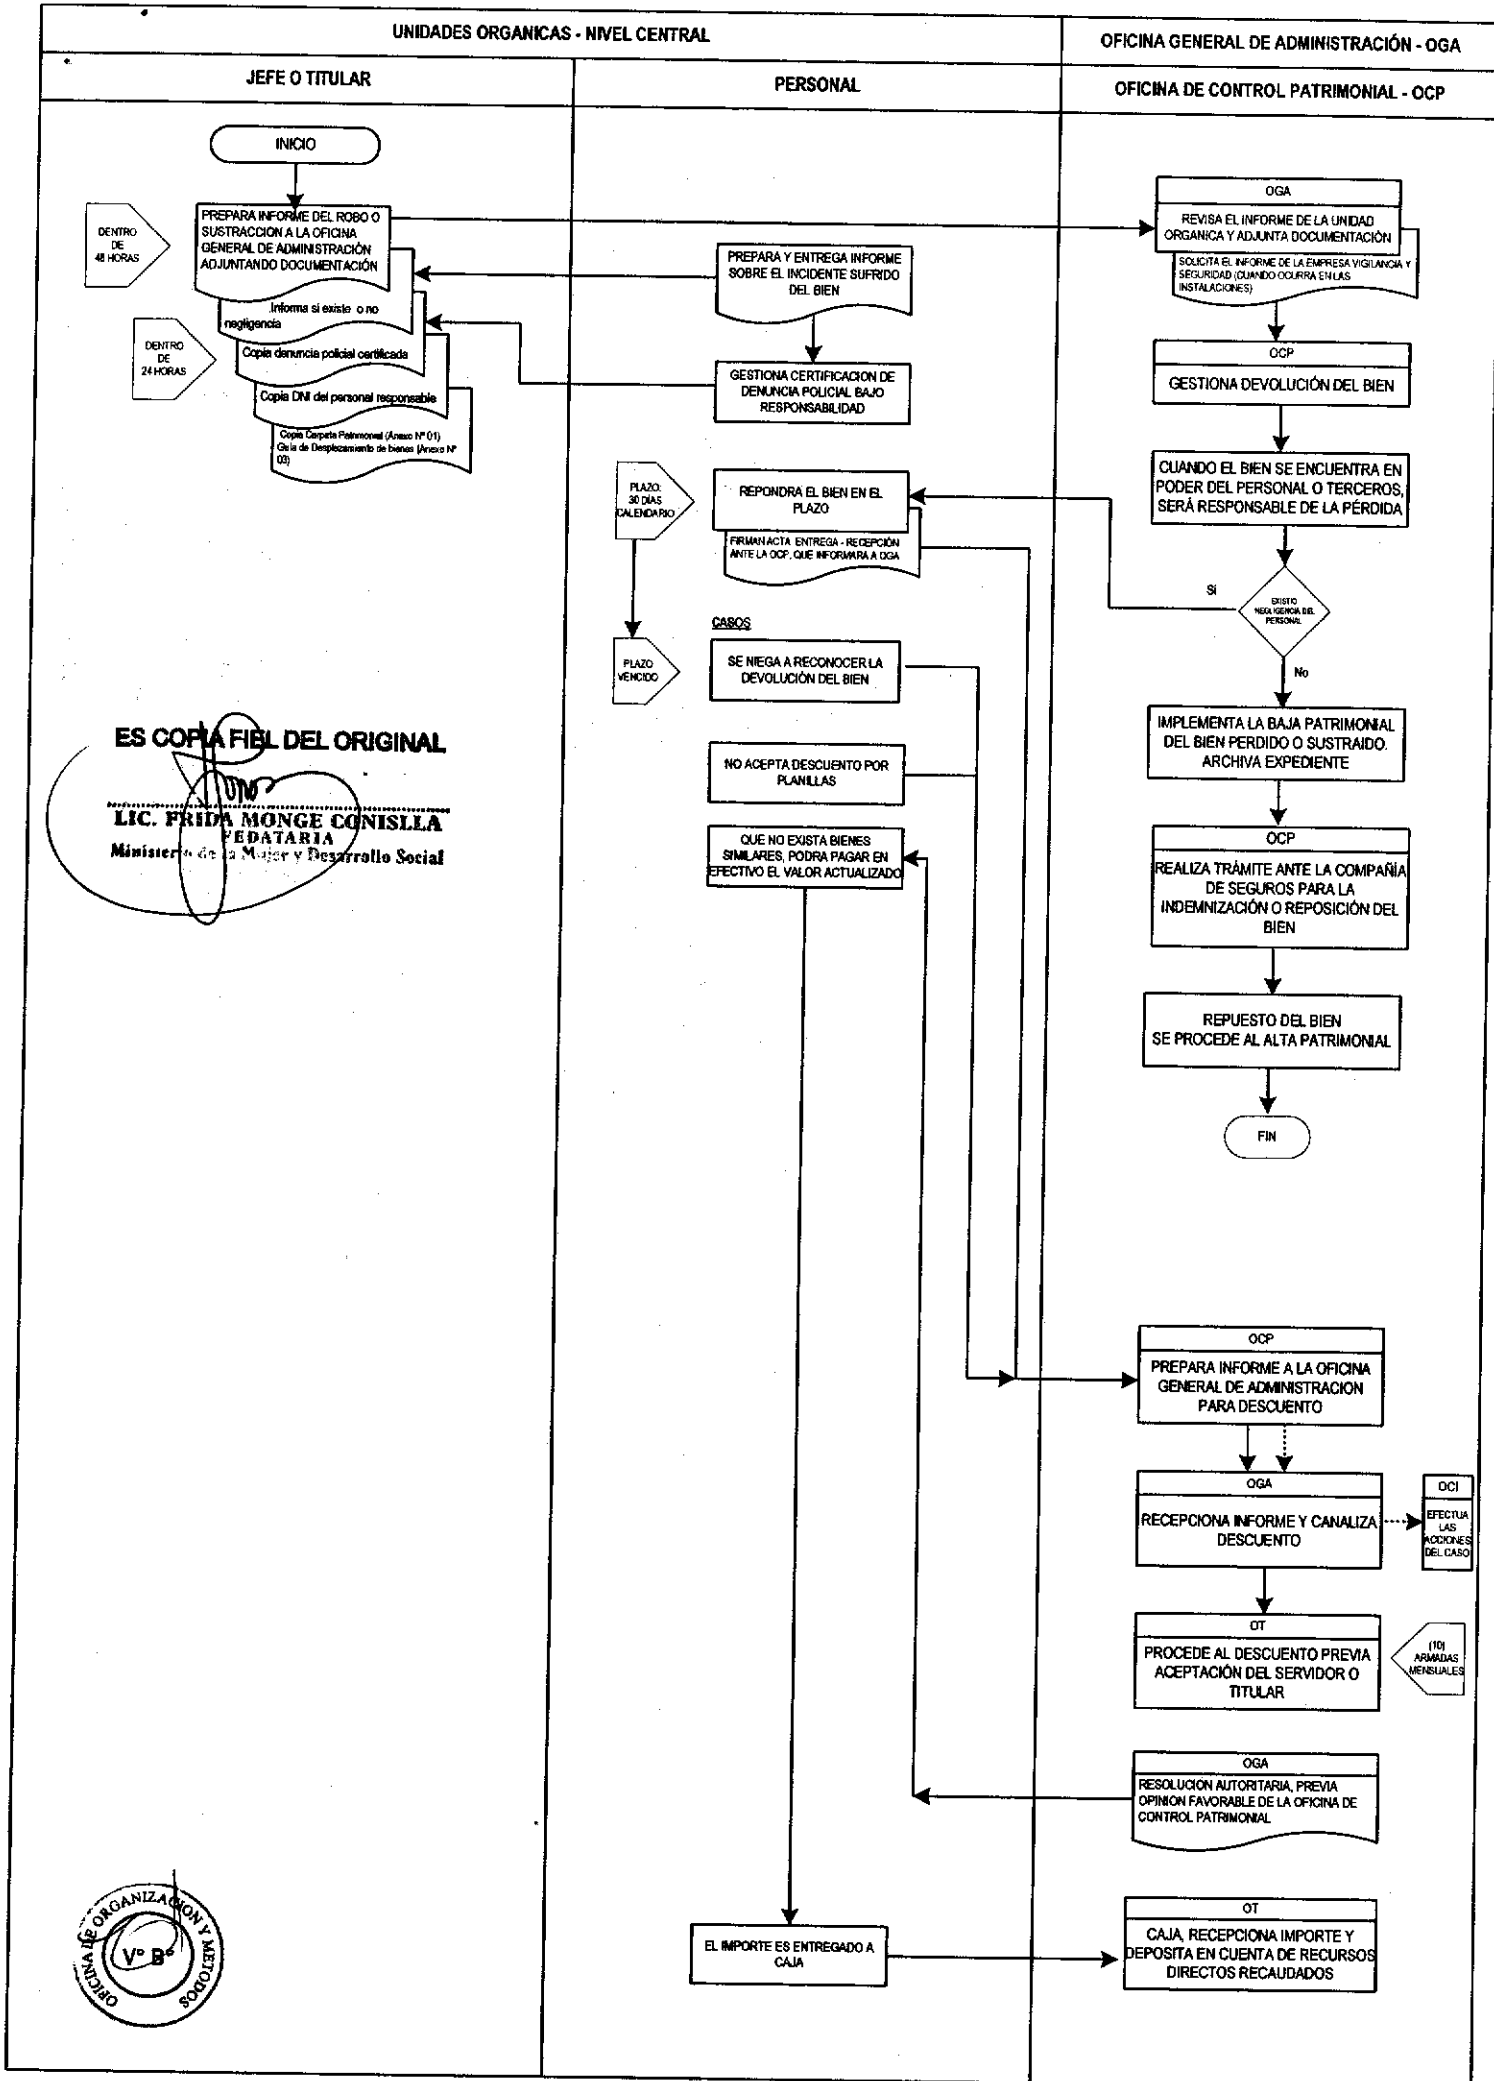 UNIDADES ORGANICAS - NIVEL CENTRAL
OFICINA GENERAL DE ADMINISTRACIÓN - OGA
JEFE O TITULAR
PERSONAL
OFICINA DE CONTROL PATRIMONIAL - OCP
INICIO
DENTRO
DE
48 HORAS
PREPARA INFORME DEL ROBO O
SUSTRACCION A LA OFICINA
GENERAL DE ADMINISTRACIÓN
ADJUNTANDO DOCUMENTACIÓN
.Informa si existe o no
negligencia
DENTRO
DE
24 HORAS
Copia denuncia policial certificada
Copia DNI del personal responsable
Copia Carpeta Patrimonial (Anexo Nº 01)
Guia de Desplazamiento de bienes (Anexo Nº
03)
PREPARA Y ENTREGA INFORME
SOBRE EL INCIDENTE SUFRIDO
DEL BIEN
GESTIONA CERTIFICACION DE
DENUNCIA POLICIAL BAJO
RESPONSABILIDAD
PLAZO:
30 DÍAS
CALENDARIO
REPONDRA EL BIEN EN EL
PLAZO
FIRMAN ACTA ENTREGA - RECEPCIÓN
ANTE LA OCP, QUE INFORMARA A OGA
CASOS
PLAZO
VENCIDO
SE NIEGA A RECONOCER LA
DEVOLUCIÓN DEL BIEN
NO ACEPTA DESCUENTO POR
PLANILLAS
QUE NO EXISTA BIENES
SIMILARES, PODRA PAGAR EN
EFECTIVO EL VALOR ACTUALIZADO
EL IMPORTE ES ENTREGADO A
CAJA
OGA
REVISA EL INFORME DE LA UNIDAD
ORGANICA Y ADJUNTA DOCUMENTACIÓN
SOLICITA EL INFORME DE LA EMPRESA VIGILANCIA Y
SEGURIDAD (CUANDO OCURRA EN LAS
INSTALACIONES)
OCP
GESTIONA DEVOLUCIÓN DEL BIEN
CUANDO EL BIEN SE ENCUENTRA EN
PODER DEL PERSONAL O TERCEROS,
SERÁ RESPONSABLE DE LA PÉRDIDA
EXISTIO
NEGLIGENCIA DEL
PERSONAL
Sí
No
IMPLEMENTA LA BAJA PATRIMONIAL
DEL BIEN PERDIDO O SUSTRAIDO.
ARCHIVA EXPEDIENTE
OCP
REALIZA TRÁMITE ANTE LA COMPAÑÍA
DE SEGUROS PARA LA
INDEMNIZACIÓN O REPOSICIÓN DEL
BIEN
REPUESTO DEL BIEN
SE PROCEDE AL ALTA PATRIMONIAL
FIN
OCP
PREPARA INFORME A LA OFICINA
GENERAL DE ADMINISTRACION
PARA DESCUENTO
OGA
RECEPCIONA INFORME Y CANALIZA
DESCUENTO
OCI
EFECTUA
LAS
ACCIONES
DEL CASO
OT
PROCEDE AL DESCUENTO PREVIA
ACEPTACIÓN DEL SERVIDOR O
TITULAR
(10)
ARMADAS
MENSUALES
OGA
RESOLUCION AUTORITARIA, PREVIA
OPINION FAVORABLE DE LA OFICINA DE
CONTROL PATRIMONIAL
OT
CAJA, RECEPCIONA IMPORTE Y
DEPOSITA EN CUENTA DE RECURSOS
DIRECTOS RECAUDADOS
ES COPIA FIEL DEL ORIGINAL
LIC. FRIDA MONGE CONISLLA
FEDATARIA
Ministerio de la Mujer y Desarrollo Social
OFICINA DE ORGANIZACION Y METODOS
Vº Bº